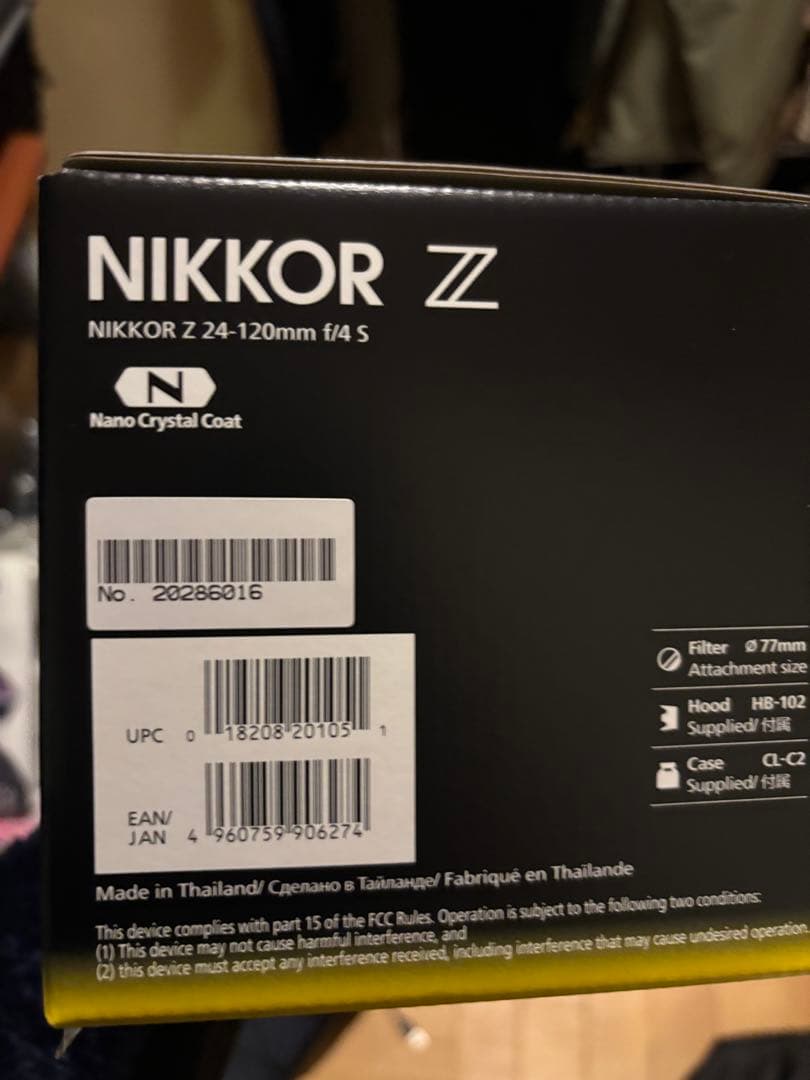 NIKKOR Z
NIKKOR Z 24-120mm f/4 S
N
Nano Crystal Coat
No. 20286016
UPC 0 18208 20105 1
EAN/
JAN 4 960759 906274
Filter Ø77mm
Attachment size
Hood HB-102
Supplied/付属
Case CL-C2
Supplied/付属
Made in Thailand/ Сделано в Тайланде/ Fabriqué en Thaïlande
This device complies with part 15 of the FCC Rules. Operation is subject to the following two conditions:
(1) This device may not cause harmful interference, and
(2) this device must accept any interference received, including interference that may cause undesired operation.